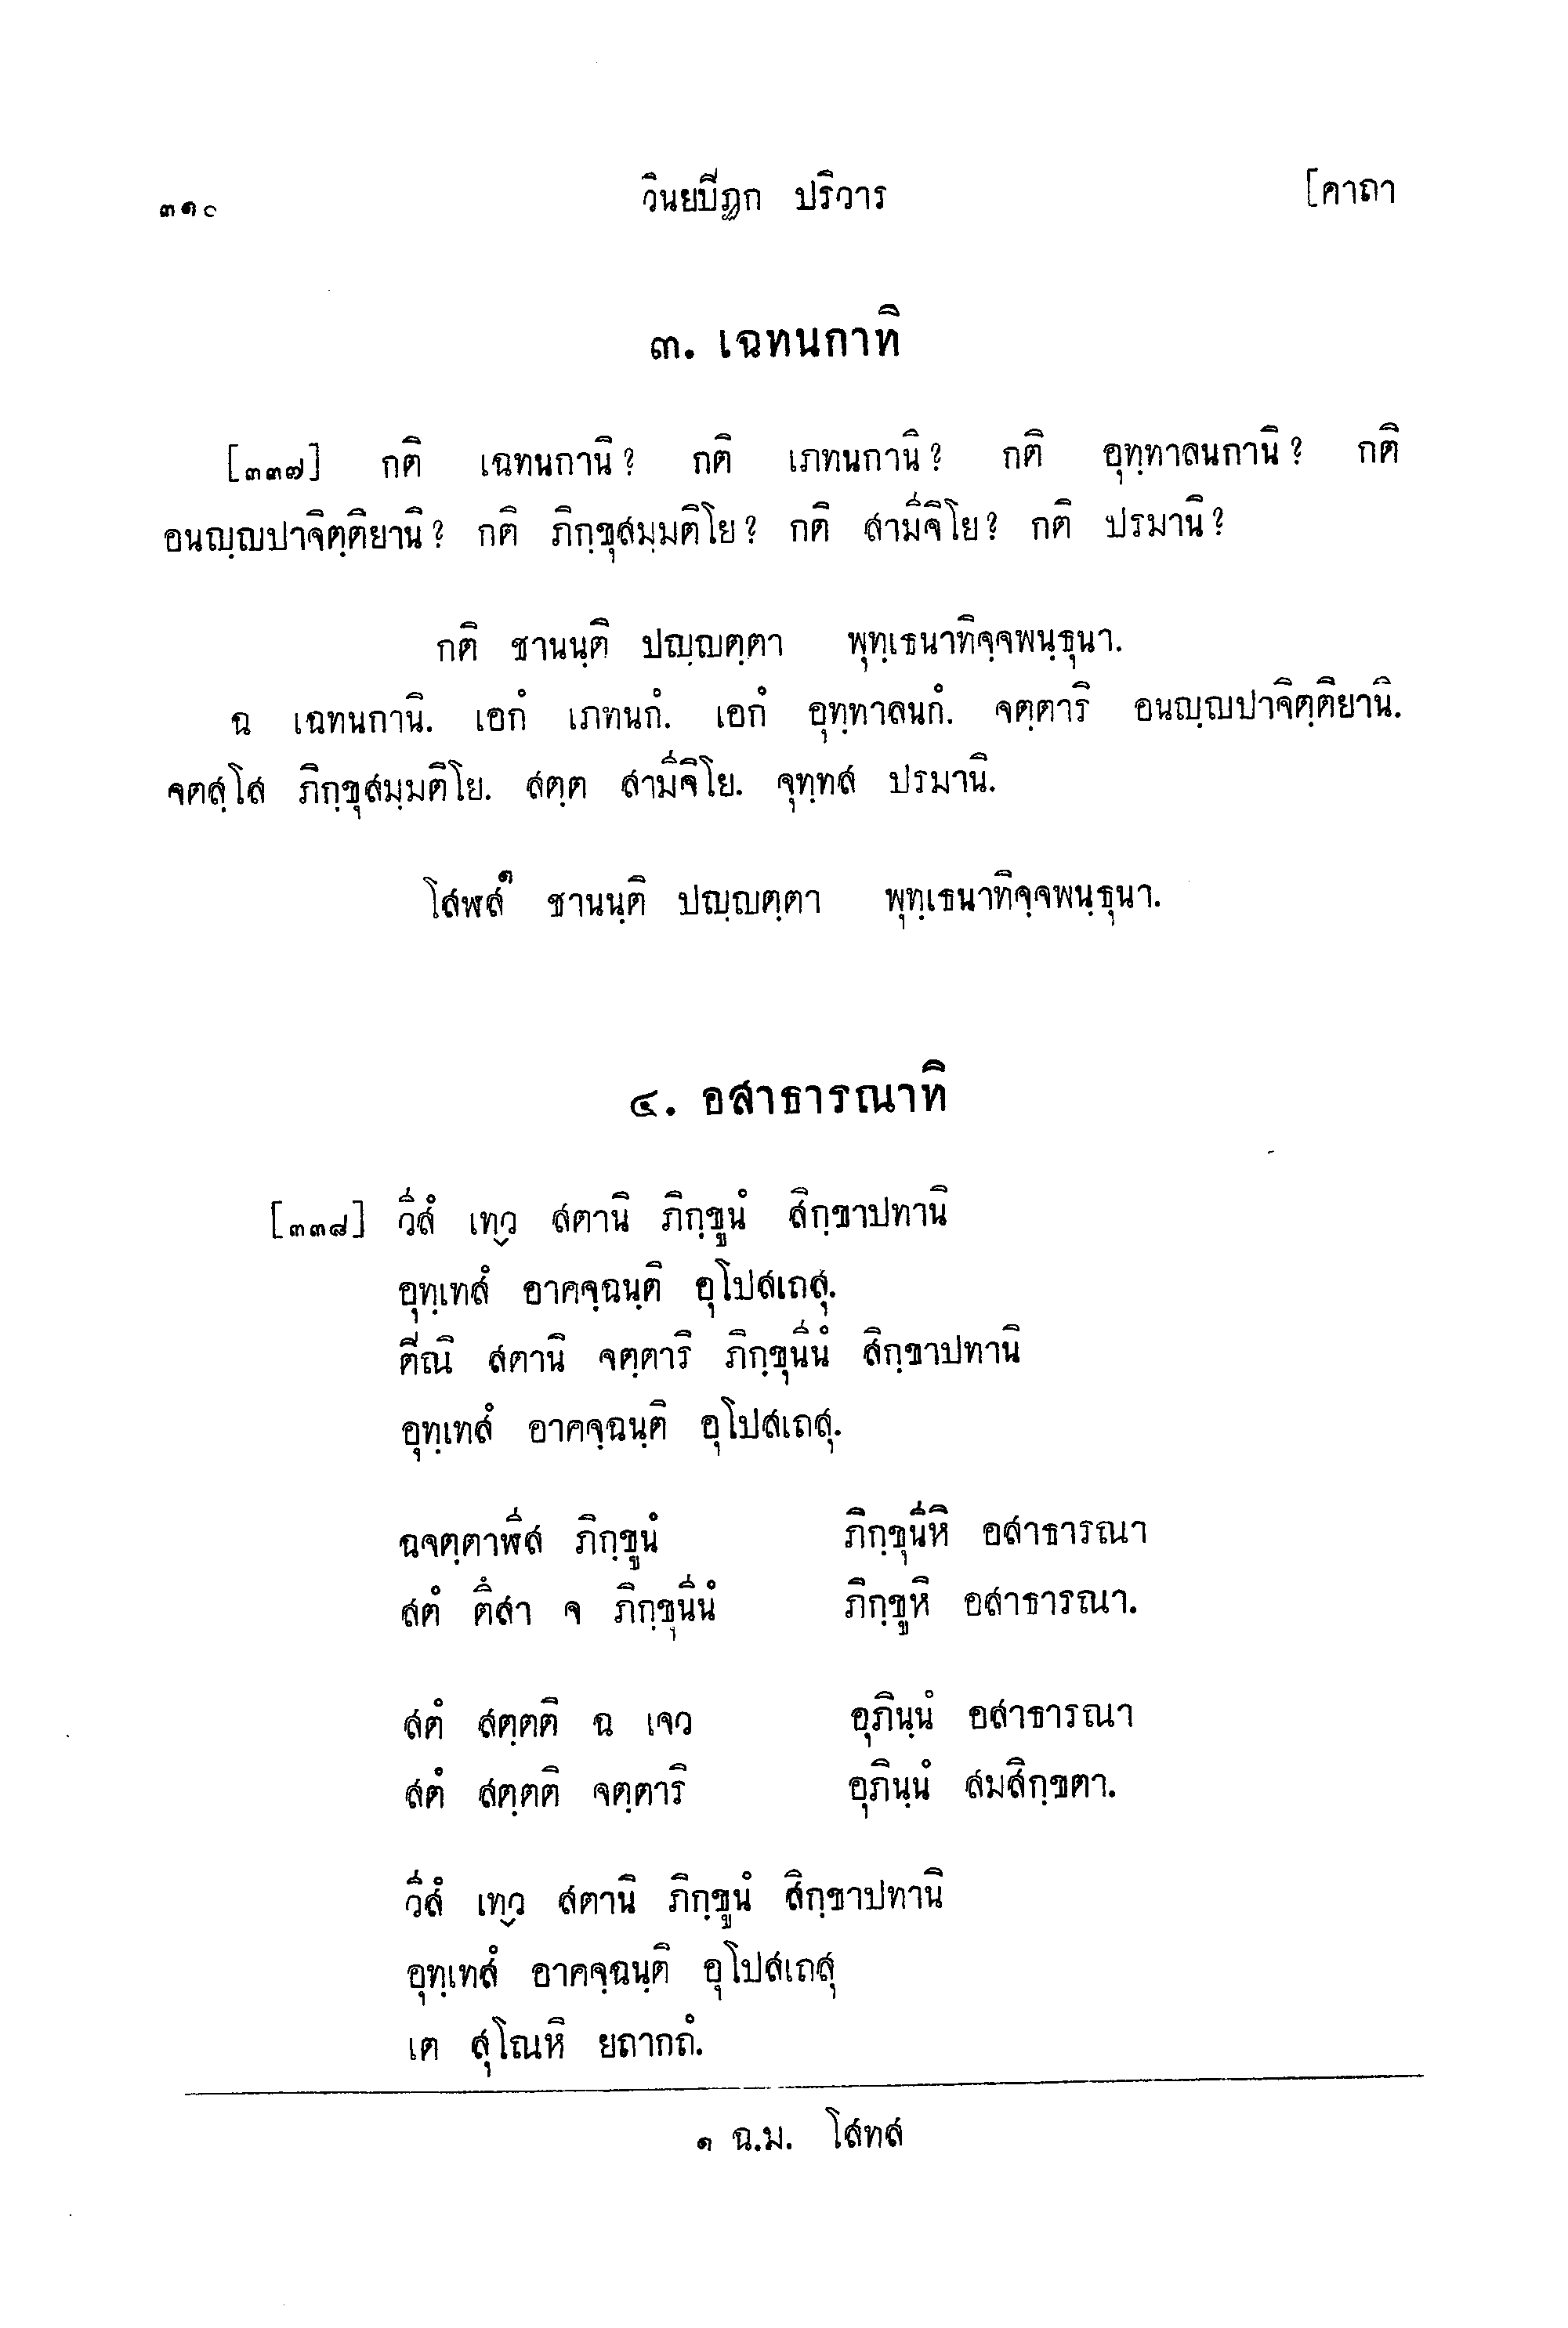 ๓๑๐ วินยปีฏก ปริวาร [คาถา
๓. เฉทนกาทิ
[๓๓๗] กติ เฉทนกานิ? กติ เภทนกานิ? กติ อุทฺทาลนกานิ? กติ
อนญฺญปาจิตฺติยานิ? กติ ภิกฺขุสมฺมติโย? กติ สามีจิโย? กติ ปรมานิ?
กติ ชานนฺติ ปญฺญตฺตา พุทฺเธนาทิจฺจพนฺธุนา.
ฉ เฉทนกานิ. เอกํ เภทนกํ. เอกํ อุทฺทาลนกํ. จตฺตาริ อนญฺญปาจิตฺติยานิ.
จตสฺโส ภิกฺขุสมฺมติโย. สตฺต สามีจิโย. จุทฺทส ปรมานิ.
โสฬส๑ ชานนฺติ ปญฺญตฺตา พุทฺเธนาทิจฺจพนฺธุนา.
๔. อสาธารณาทิ
[๓๓๘] วีสํ เทฺว สตานิ ภิกฺขูนํ สิกฺขาปทานิ
อุทฺเทสํ อาคจฺฉนฺติ อุโปสเถสุ.
ตีณิ สตานิ จตฺตาริ ภิกฺขุนีนํ สิกฺขาปทานิ
อุทฺเทสํ อาคจฺฉนฺติ อุโปสเถสุ.
ฉจตฺตาฬีส ภิกฺขูนํ ภิกฺขุนีหิ อสาธารณา
สตํ ตึสา จ ภิกฺขุนีนํ ภิกฺขูหิ อสาธารณา.
สตํ สตฺตติ ฉ เจว อุภินฺนํ อสาธารณา
สตํ สตฺตติ จตฺตาริ อุภินฺนํ สมสิกฺขตา.
วีสํ เทฺว สตานิ ภิกฺขูนํ สิกฺขาปทานิ
อุทฺเทสํ อาคจฺฉนฺติ อุโปสเถสุ
เต สุโณหิ ยถากถํ.
๑ ฉ.ม. โสทส